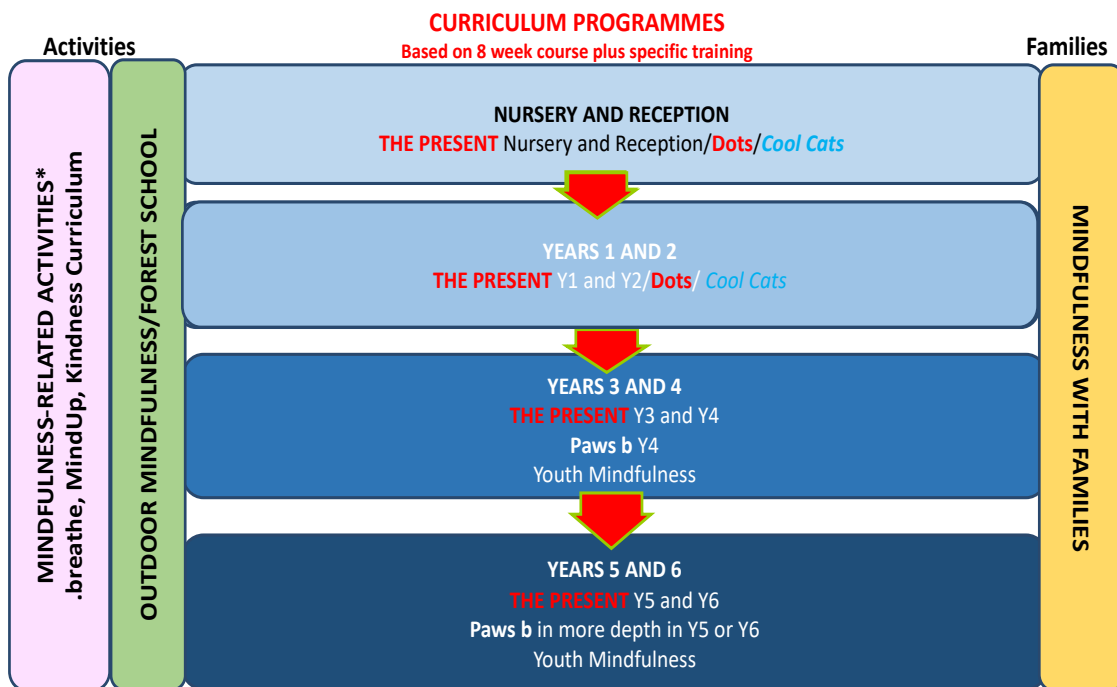 CURRICULUM PROGRAMMES
Based on 8 week course plus specific training
Activities
Families
MINDFULNESS-RELATED ACTIVITIES*
.breathe, MindUp, Kindness Curriculum
OUTDOOR MINDFULNESS/FOREST SCHOOL
NURSERY AND RECEPTION
THE PRESENT Nursery and Reception/Dots/Cool Cats
YEARS 1 AND 2
THE PRESENT Y1 and Y2/Dots/ Cool Cats
YEARS 3 AND 4
THE PRESENT Y3 and Y4
Paws b Y4
Youth Mindfulness
YEARS 5 AND 6
THE PRESENT Y5 and Y6
Paws b in more depth in Y5 or Y6
Youth Mindfulness
MINDFULNESS WITH FAMILIES